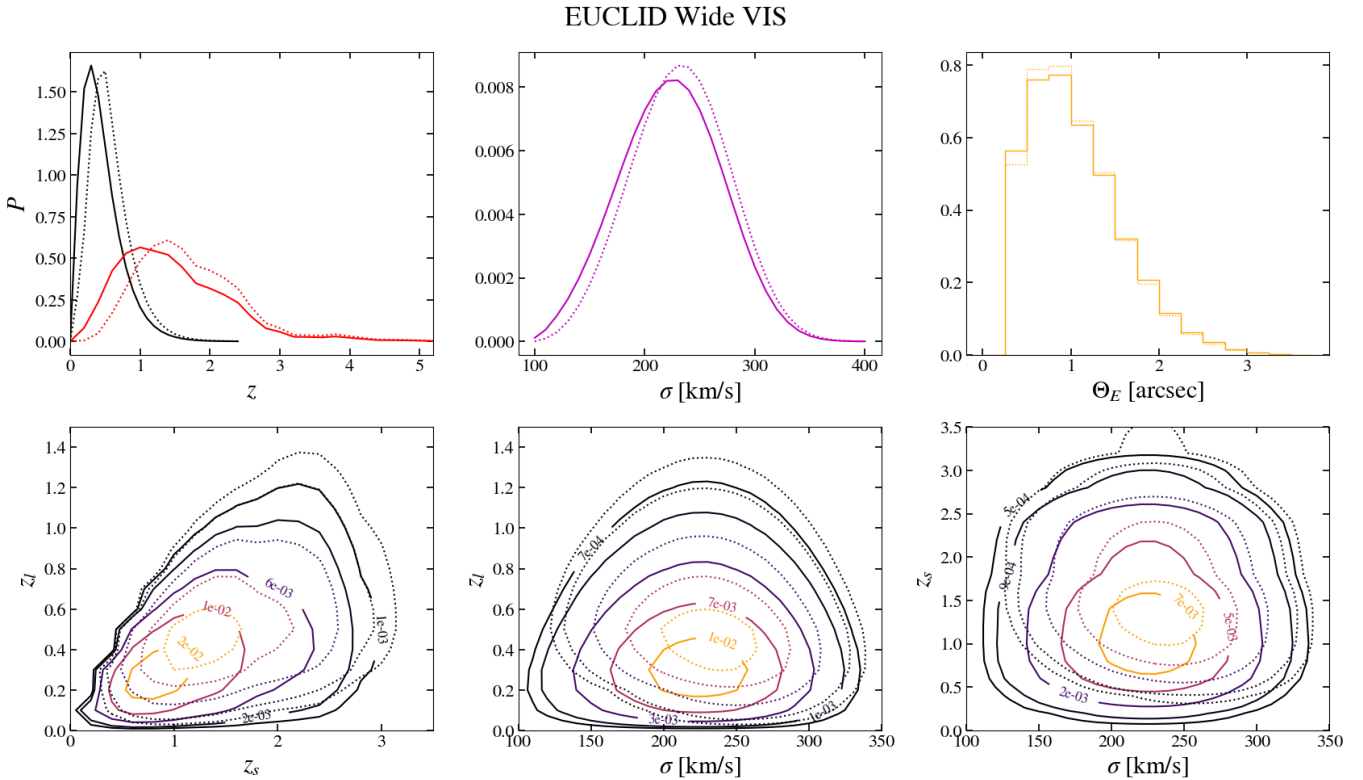 EUCLID Wide VIS
P
1.50
1.25
1.00
0.75
0.50
0.25
0.00
0 1 2 3 4 5
z
0.008
0.006
0.004
0.002
0.000
100 200 300 400
σ [km/s]
0.8
0.6
0.4
0.2
0.0
0 1 2 3
Θ_E [arcsec]
z_l
1.4
1.2
1.0
0.8
0.6
0.4
0.2
0.0
6e-03
1e-02
2e-02
1e-03
2e-03
0 1 2 3
z_s
z_l
1.4
1.2
1.0
0.8
0.6
0.4
0.2
0.0
7e-04
7e-03
1e-02
3e-03
1e-03
100 150 200 250 300 350
σ [km/s]
z_s
3.5
3.0
2.5
2.0
1.5
1.0
0.5
0.0
5e-04
9e-04
7e-03
5e-03
2e-03
100 150 200 250 300 350
σ [km/s]